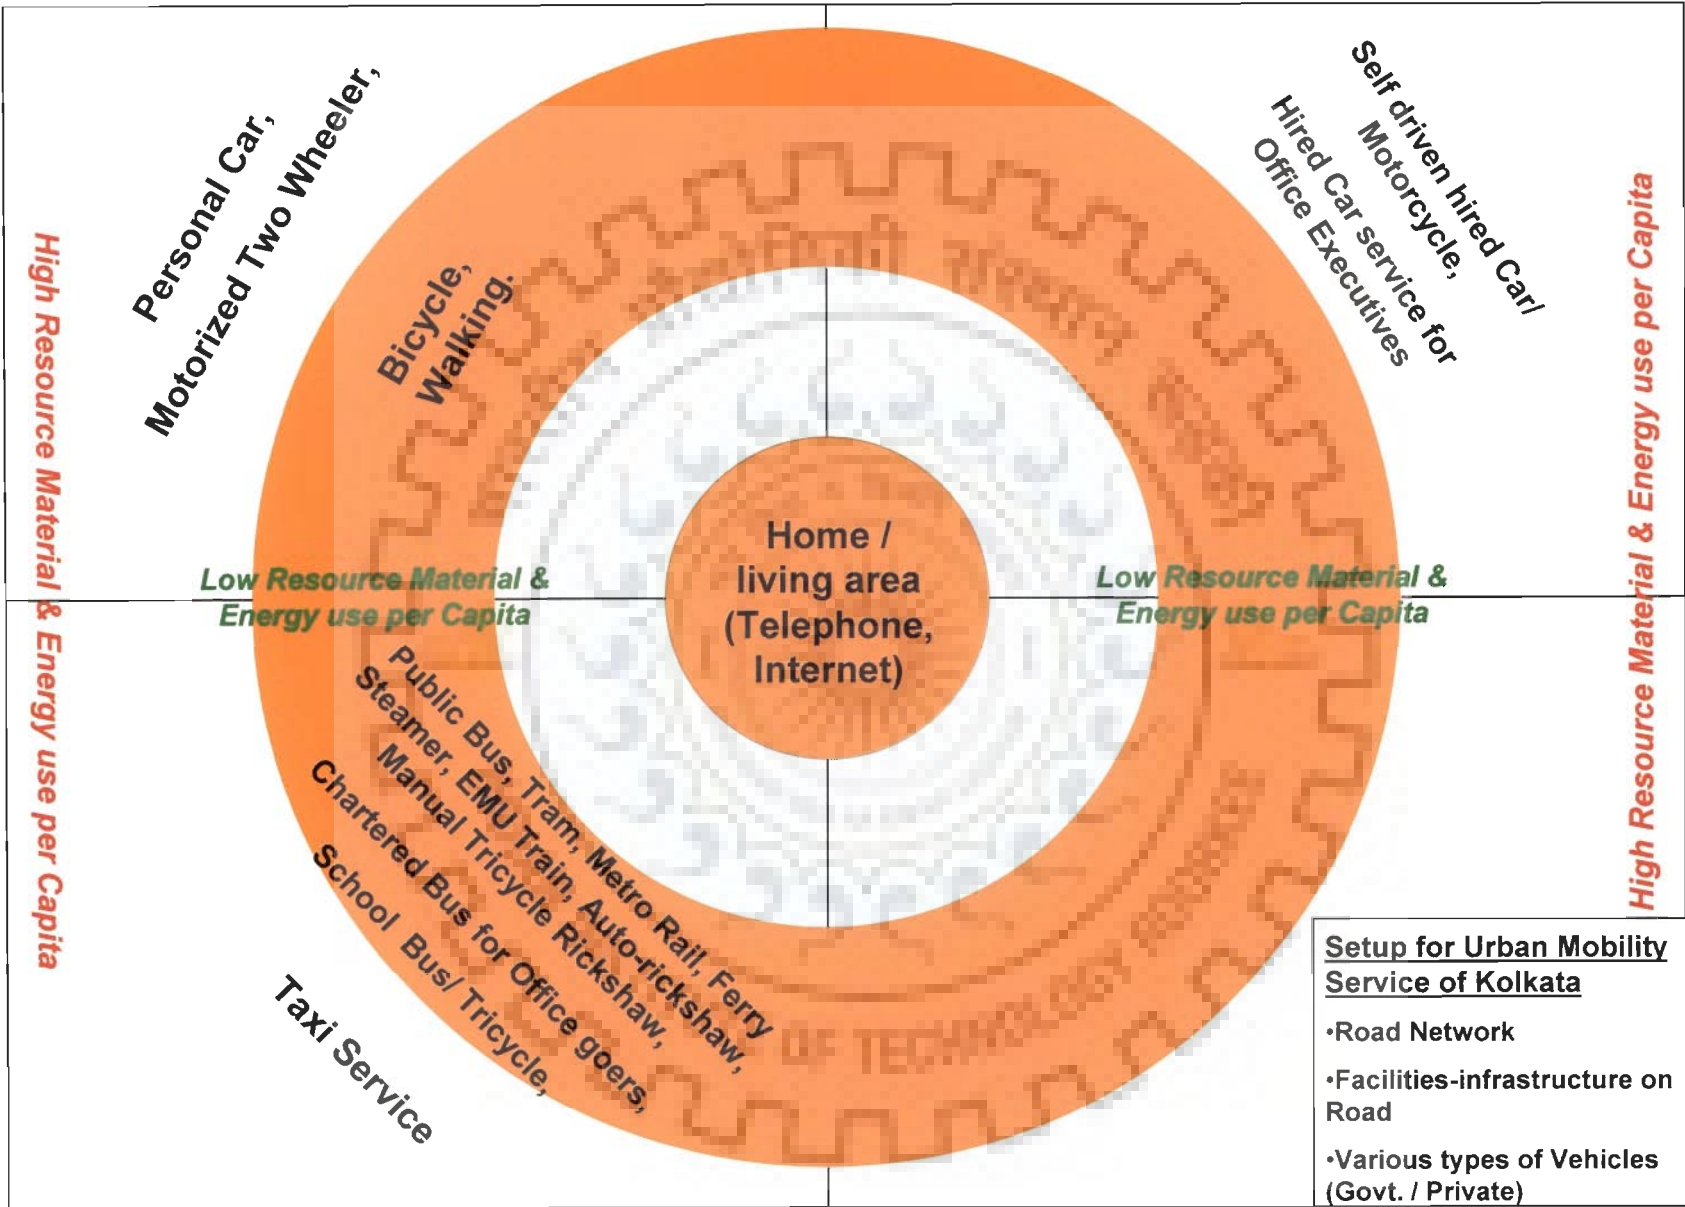 Personal Car,
Motorized Two Wheeler,
Bicycle,
Walking.
Self driven hired Car/
Motorcycle,
Hired Car service for
Office Executives
High Resource Material & Energy use per Capita
High Resource Material & Energy use per Capita
Low Resource Material &
Energy use per Capita
Home /
living area
(Telephone,
Internet)
Low Resource Material &
Energy use per Capita
Public Bus, Tram, Metro Rail, Ferry
Steamer, EMU Train, Auto-rickshaw,
Manual Tricycle Rickshaw,
Chartered Bus for Office goers,
School Bus/ Tricycle,
Taxi Service
OF TECHNOLOGY
Setup for Urban Mobility
Service of Kolkata
•Road Network
•Facilities-infrastructure on
Road
•Various types of Vehicles
(Govt. / Private)